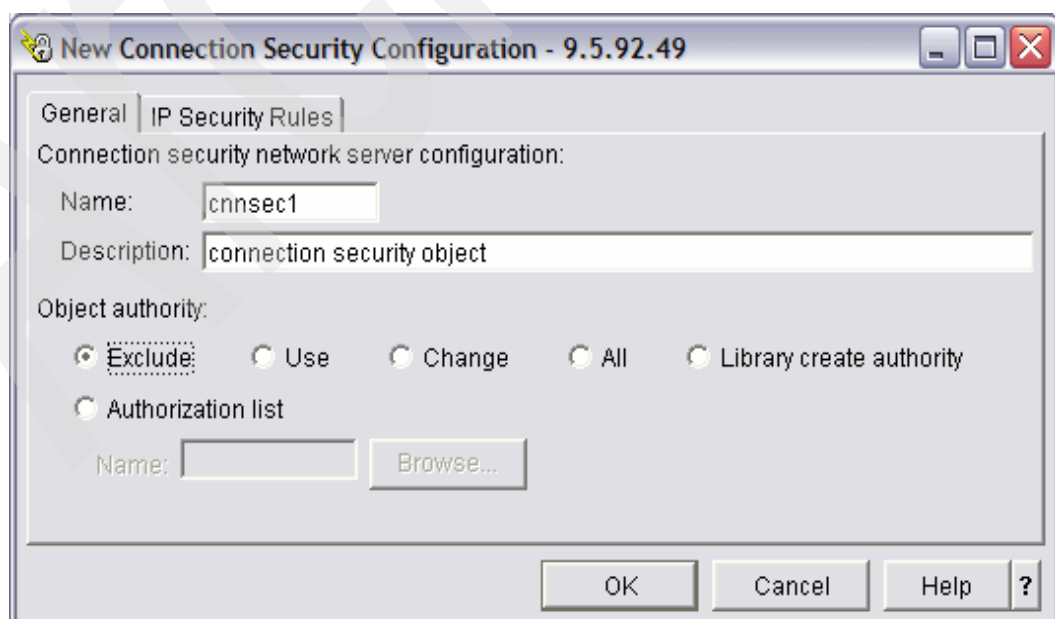 New Connection Security Configuration - 9.5.92.49
General IP Security Rules
Connection security network server configuration:
Name: cnnsec1
Description: connection security object
Object authority:
Exclude Use Change All Library create authority
Authorization list
Name: Browse...
OK Cancel Help ?